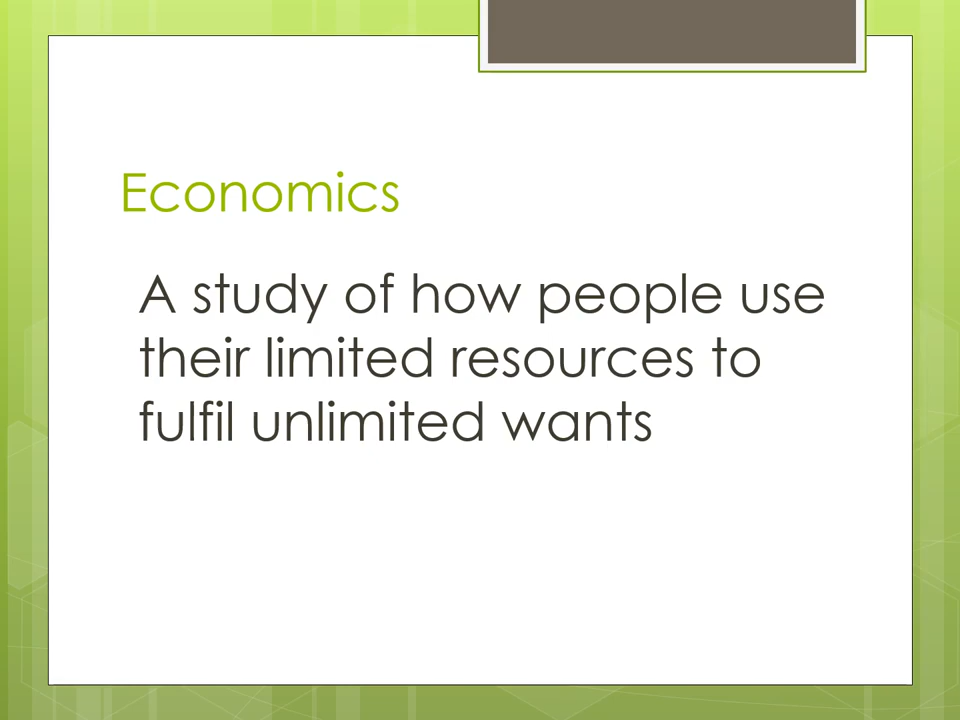 Economics
A study of how people use
their limited resources to
fulfil unlimited wants